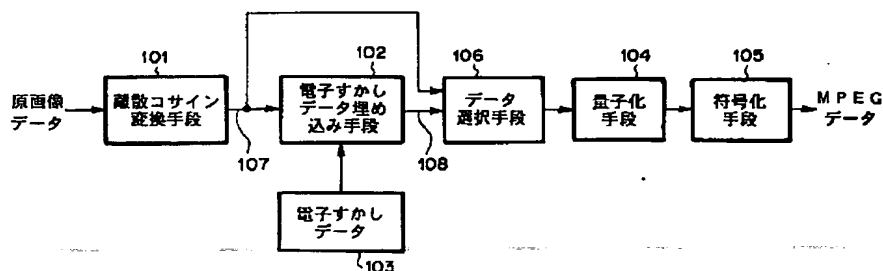 101
102
106
104
105
原画像
データ
離散コサイン
変換手段
電子すかし
データ埋め
込み手段
データ
選択手段
量子化
手段
符号化
手段
MPEG
データ
107
108
電子すかし
データ
103